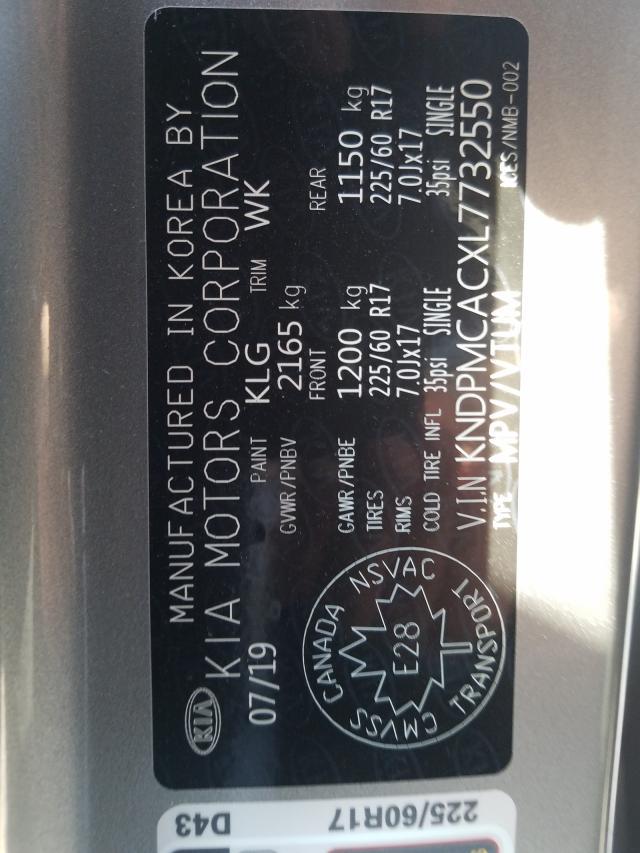 KIA
MANUFACTURED IN KOREA BY
KIA MOTORS CORPORATION
07/19 PAINT KLG TRIM WK
GVWR/PNBV 2165 kg
FRONT REAR
GAWR/PNBE 1200 kg 1150 kg
TIRES 225/60 R17 225/60 R17
RIMS 7.0Jx17 7.0Jx17
COLD TIRE INFL 35psi SINGLE 35psi SINGLE
V.I.N KNDPMCACXL7732550
TYPE MPV/VTUM ICES/NMB-002
CANADA NSVAC
E28
CMVSS TRANSPORT
225/60R17 D43